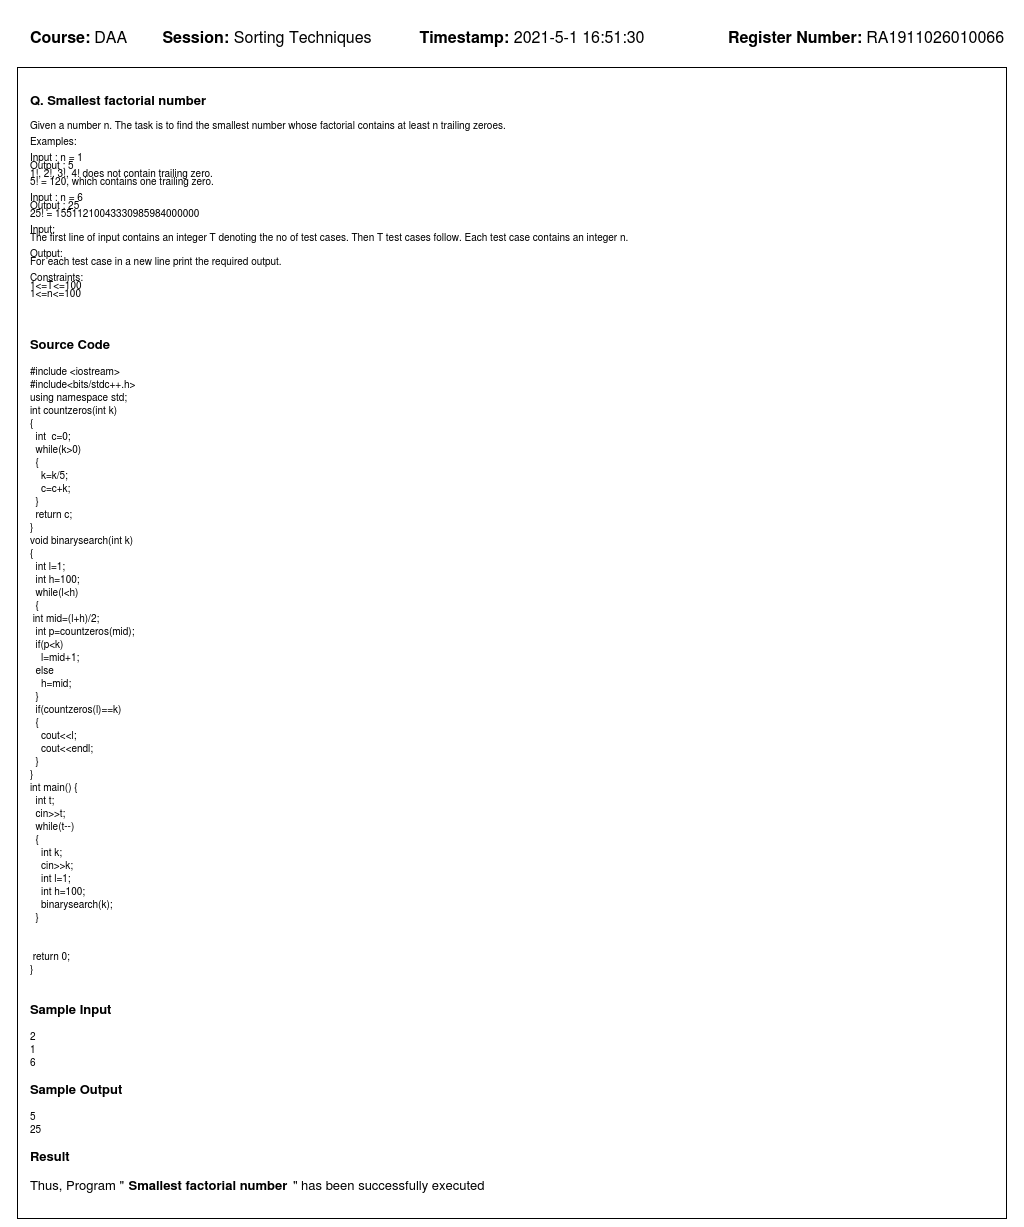 Course: DAA Session: Sorting Techniques Timestamp: 2021-5-1 16:51:30 Register Number: RA1911026010066
Q. Smallest factorial number
Given a number n. The task is to find the smallest number whose factorial contains at least n trailing zeroes.
Examples:
Input : n = 1
Output : 5
1!, 2!, 3!, 4! does not contain trailing zero.
5! = 120, which contains one trailing zero.
Input : n = 6
Output : 25
25! = 15511210043330985984000000
Input:
The first line of input contains an integer T denoting the no of test cases. Then T test cases follow. Each test case contains an integer n.
Output:
For each test case in a new line print the required output.
Constraints:
1<=T<=100
1<=n<=100
Source Code
#include <iostream>
#include<bits/stdc++.h>
using namespace std;
int countzeros(int k)
{
  int  c=0;
  while(k>0)
  {
    k=k/5;
    c=c+k;
  }
  return c;
}
void binarysearch(int k)
{
  int l=1;
  int h=100;
  while(l<h)
  {
 int mid=(l+h)/2;
  int p=countzeros(mid);
  if(p<k)
    l=mid+1;
  else
    h=mid;
  }
  if(countzeros(l)==k)
  {
    cout<<l;
    cout<<endl;
  }
}
int main() {
  int t;
  cin>>t;
  while(t--)
  {
    int k;
    cin>>k;
    int l=1;
    int h=100;
    binarysearch(k);
  }
 return 0;
}
Sample Input
2
1
6
Sample Output
5
25
Result
Thus, Program " Smallest factorial number " has been successfully executed